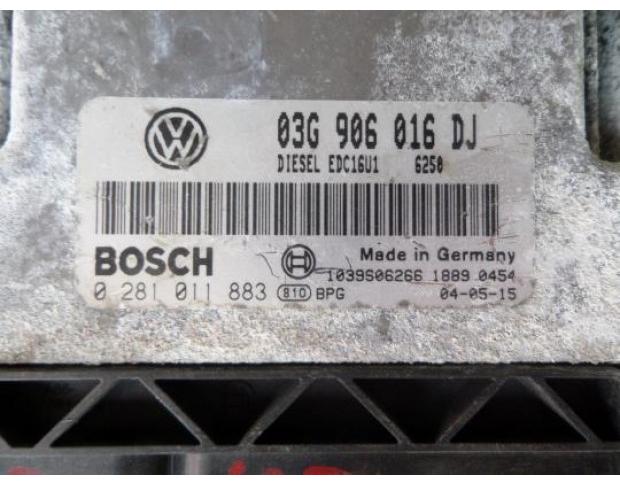 03G 906 016 DJ
DIESEL EDC16U1 6250
BOSCH
Made in Germany
1039S06266 1889 0454
0 281 011 883 810 BPG 04-05-15